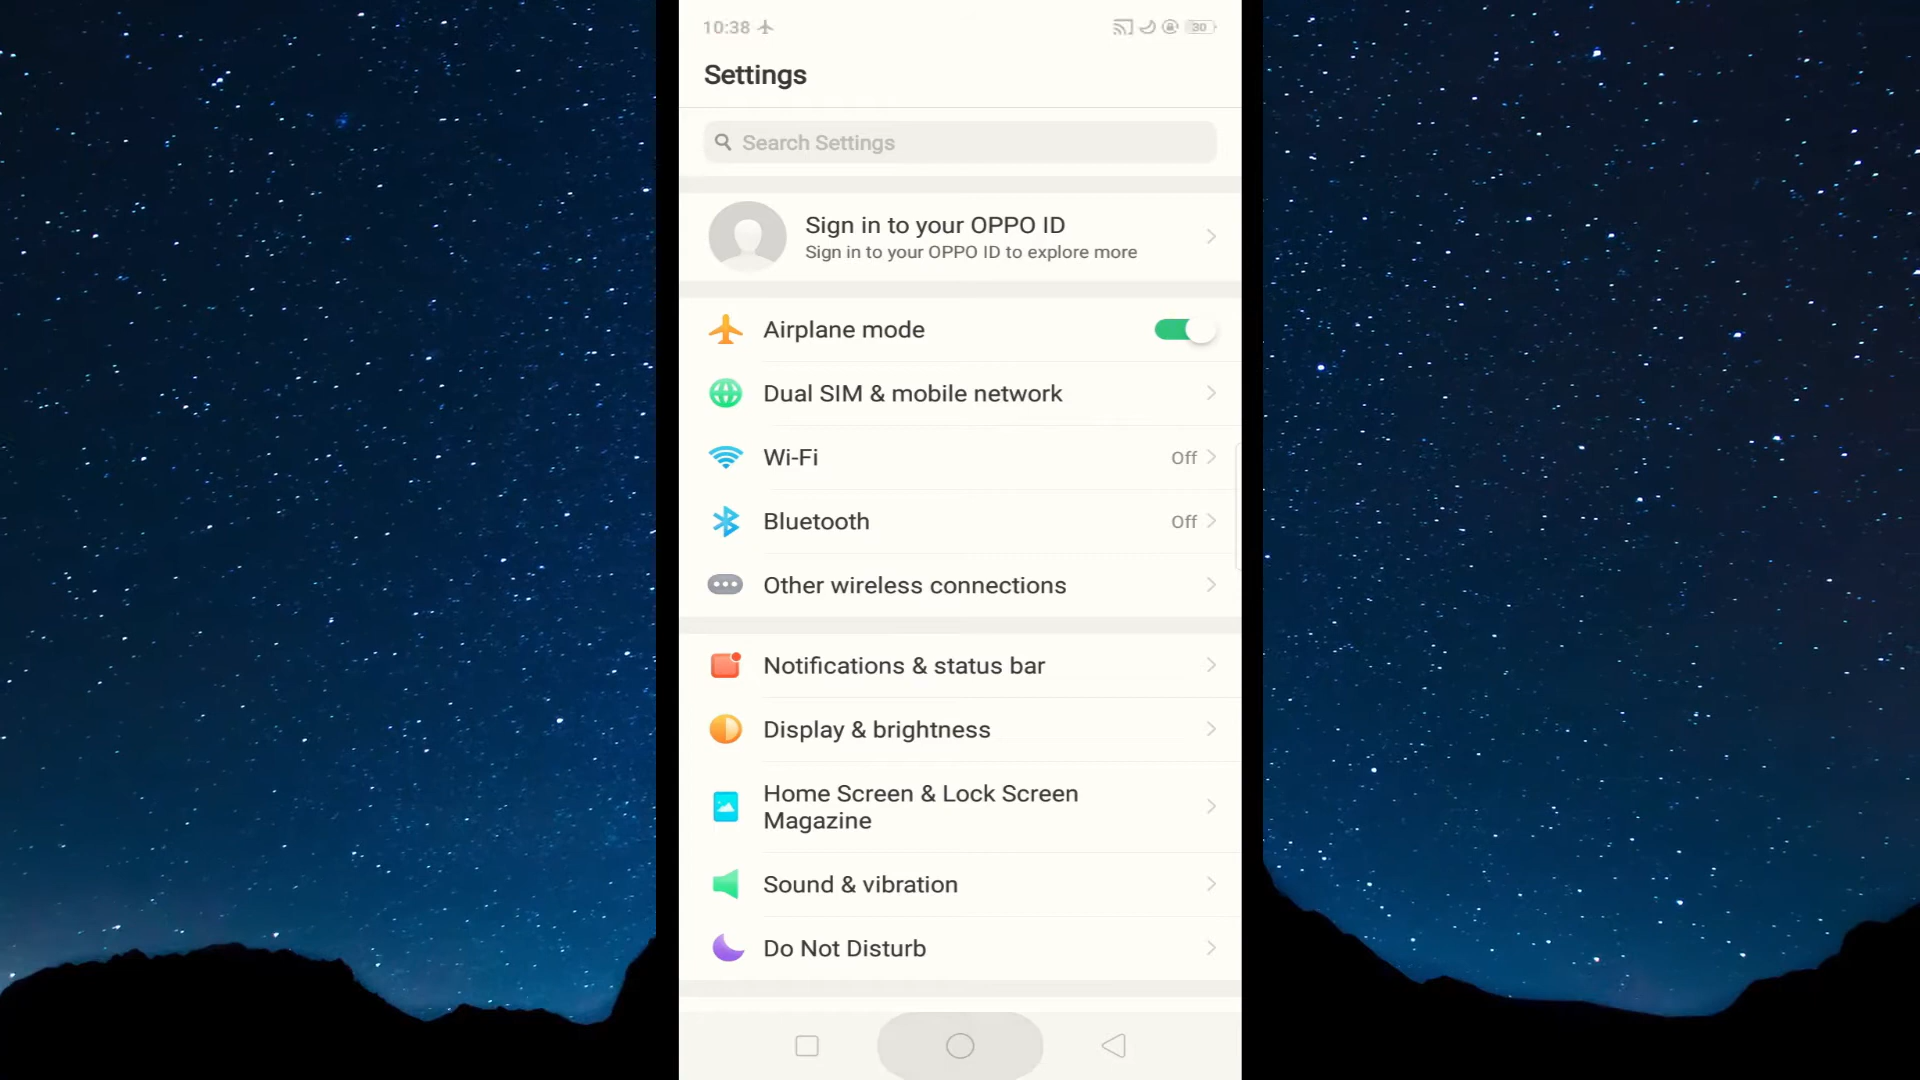 10:38
30
Settings
Search Settings
Sign in to your OPPO ID
Sign in to your OPPO ID to explore more
Airplane mode
Dual SIM & mobile network
Wi-Fi Off
Bluetooth Off
Other wireless connections
Notifications & status bar
Display & brightness
Home Screen & Lock Screen
Magazine
Sound & vibration
Do Not Disturb